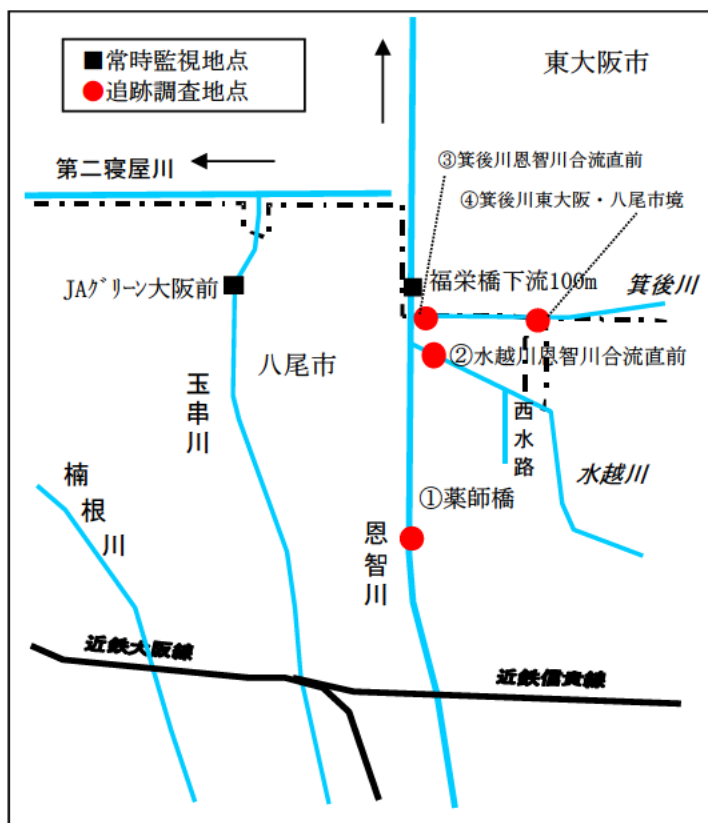 ■常時監視地点
●追跡調査地点
東大阪市
③箕後川恩智川合流直前
第二寝屋川
④箕後川東大阪・八尾市境
JAｸﾞﾘｰﾝ大阪前
福栄橋下流100m
箕後川
八尾市
②水越川恩智川合流直前
玉串川
西水路
水越川
楠根川
①薬師橋
恩智川
近鉄大阪線
近鉄信貴線